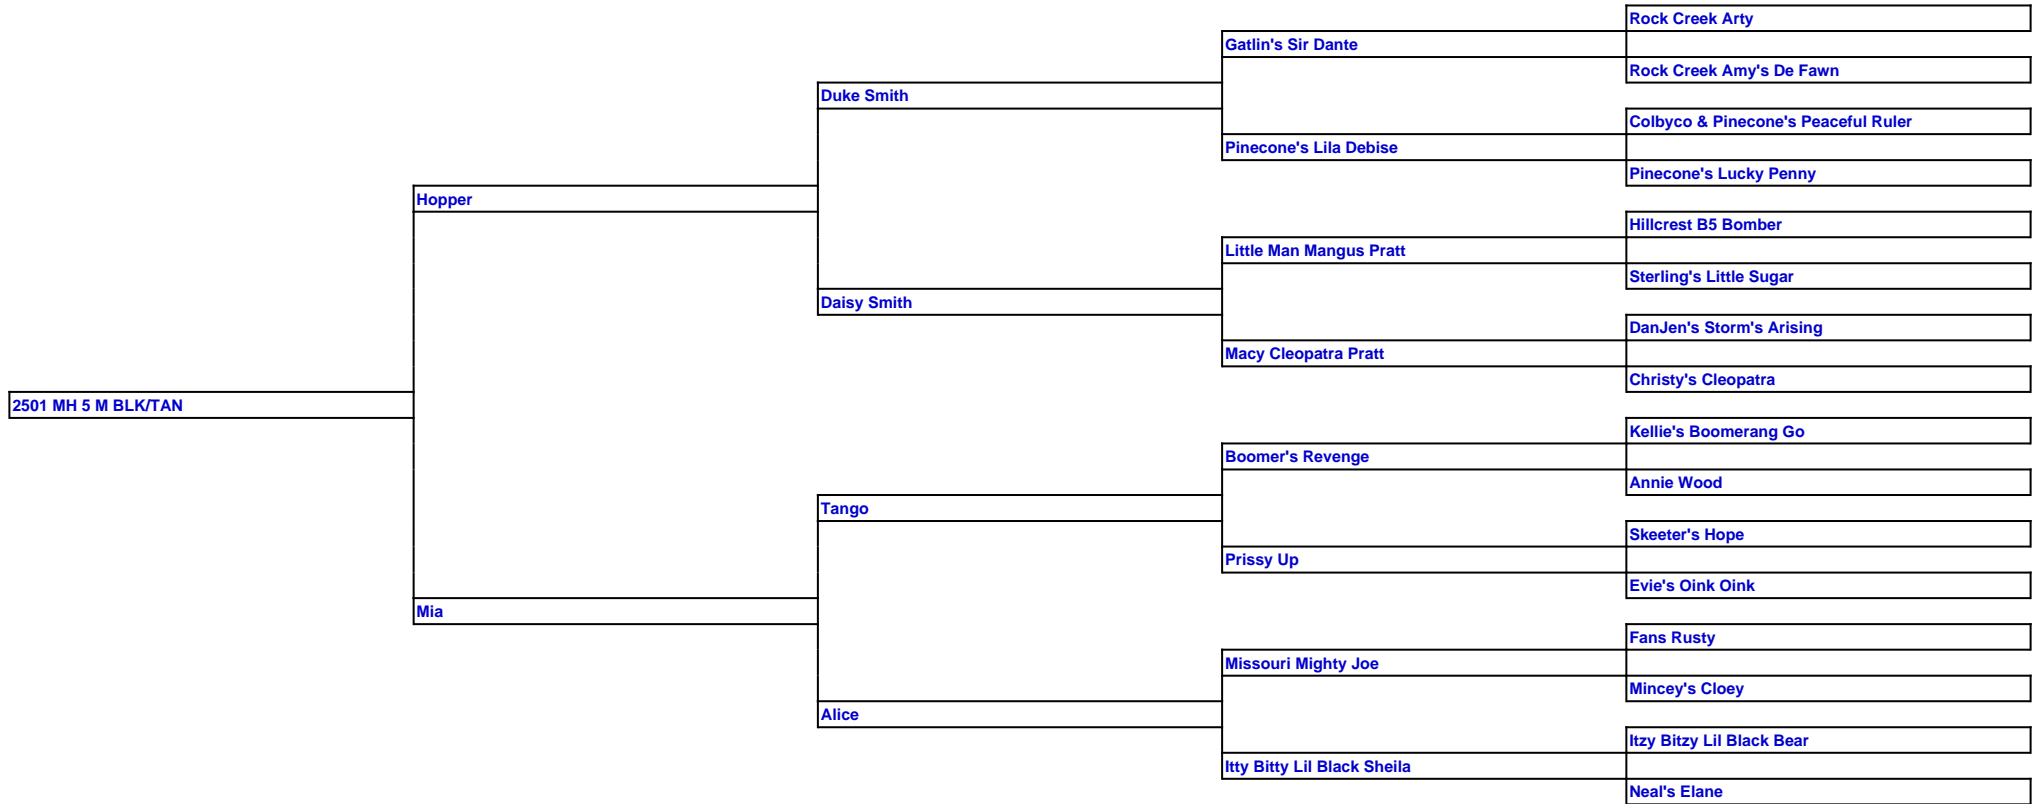 Rock Creek Arty
Gatlin's Sir Dante
Rock Creek Amy's De Fawn
Duke Smith
Colbyco & Pinecone's Peaceful Ruler
Pinecone's Lila Debise
Pinecone's Lucky Penny
Hopper
Hillcrest B5 Bomber
Little Man Mangus Pratt
Sterling's Little Sugar
Daisy Smith
DanJen's Storm's Arising
Macy Cleopatra Pratt
Christy's Cleopatra
2501 MH 5 M BLK/TAN
Kellie's Boomerang Go
Boomer's Revenge
Annie Wood
Tango
Skeeter's Hope
Prissy Up
Evie's Oink Oink
Mia
Fans Rusty
Missouri Mighty Joe
Mincey's Cloey
Alice
Itzy Bitzy Lil Black Bear
Itty Bitty Lil Black Sheila
Neal's Elane